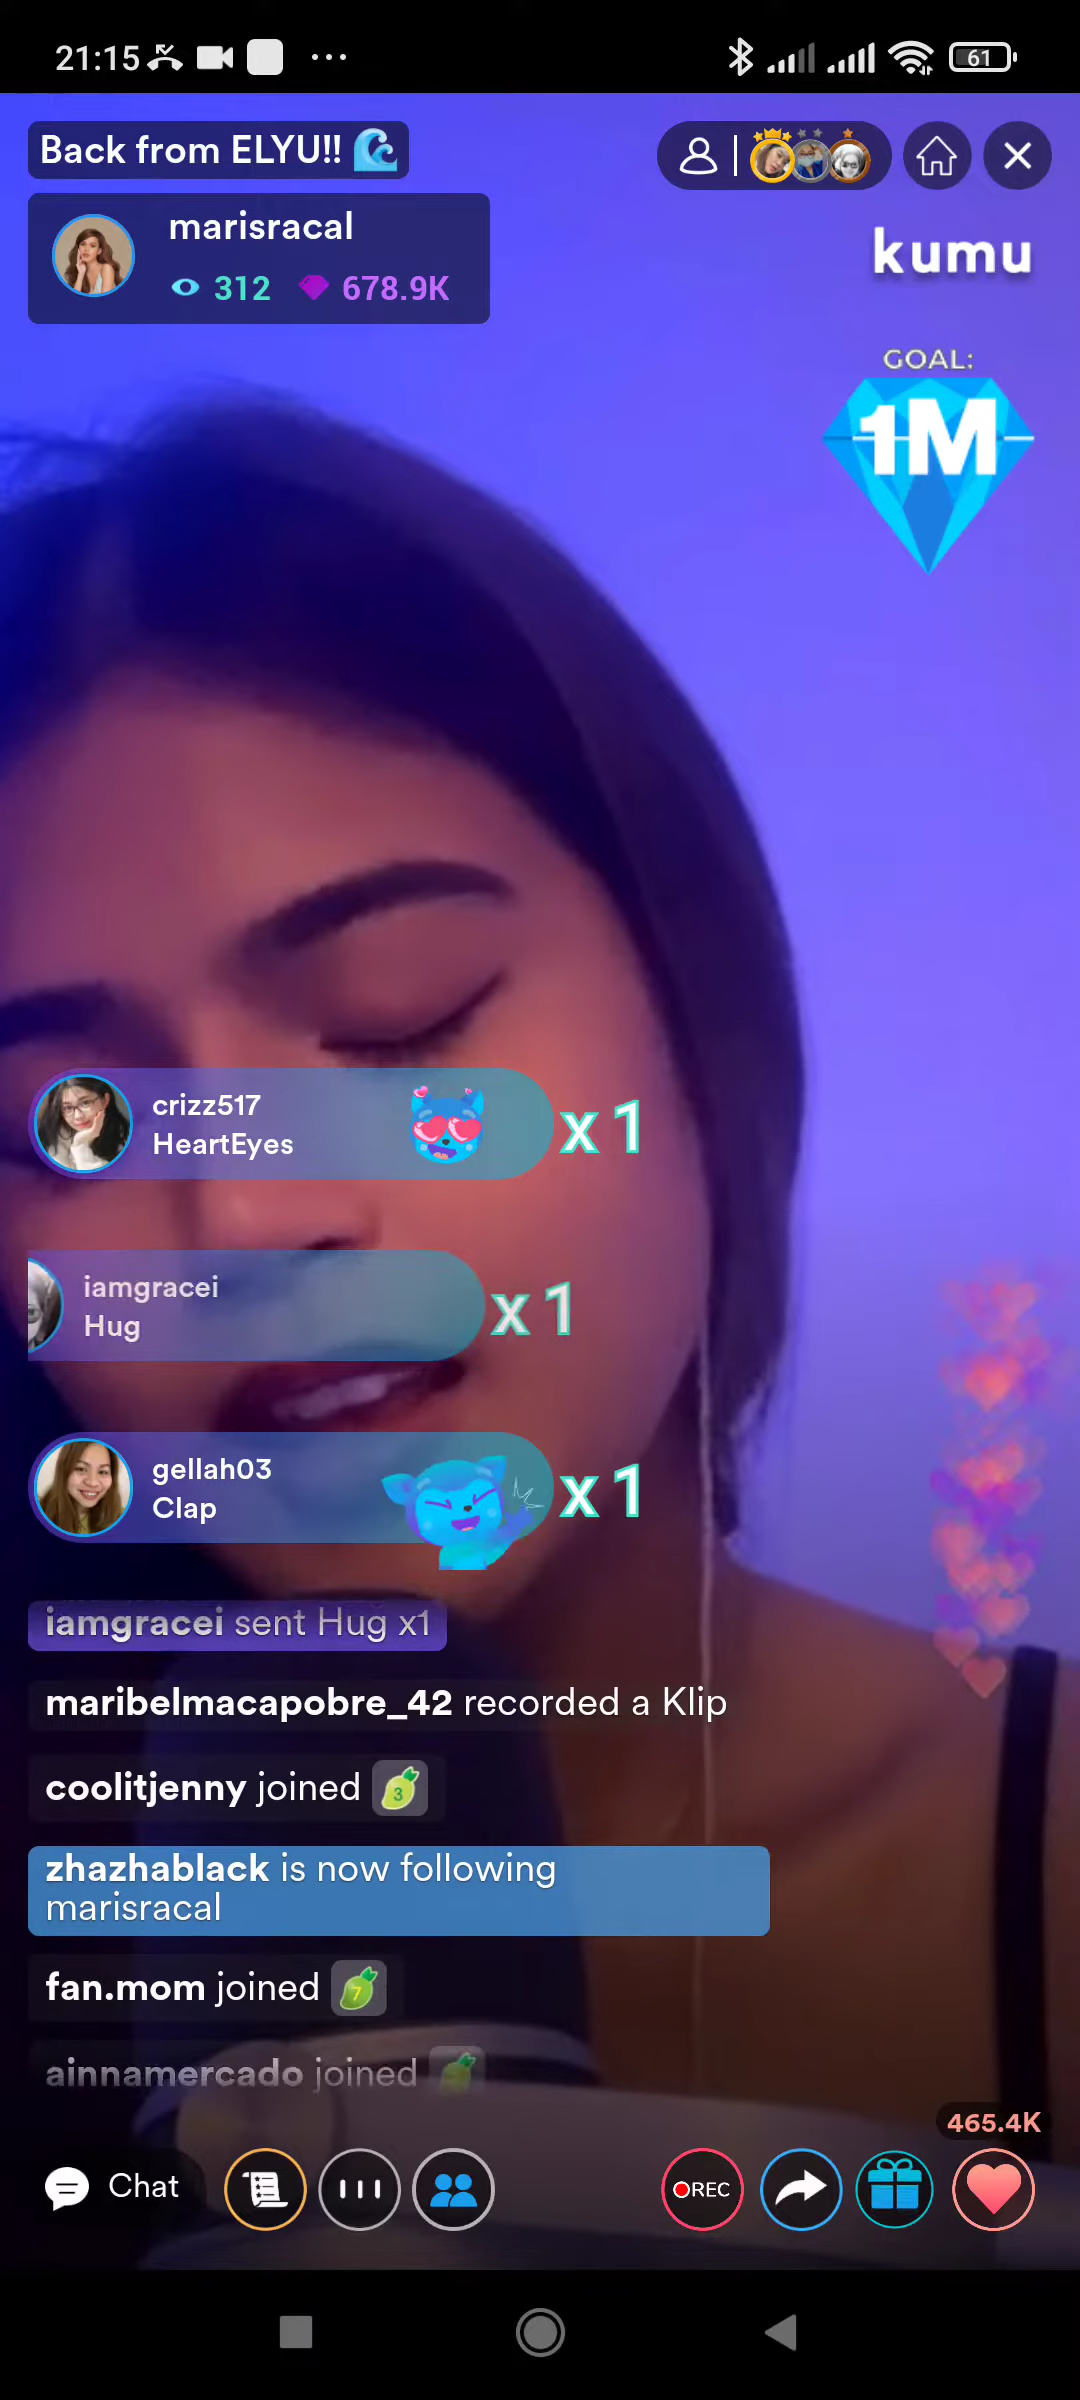 21:15
61
Back from ELYU!!
marisracal
312 678.9K
kumu
GOAL:
1M
crizz517
HeartEyes
x 1
iamgracei
Hug
x 1
gellah03
Clap
x 1
iamgracei sent Hug x1
maribelmacapobre_42 recorded a Klip
coolitjenny joined 3
zhazhablack is now following
marisracal
fan.mom joined 7
ainnamercado joined
465.4K
Chat
REC